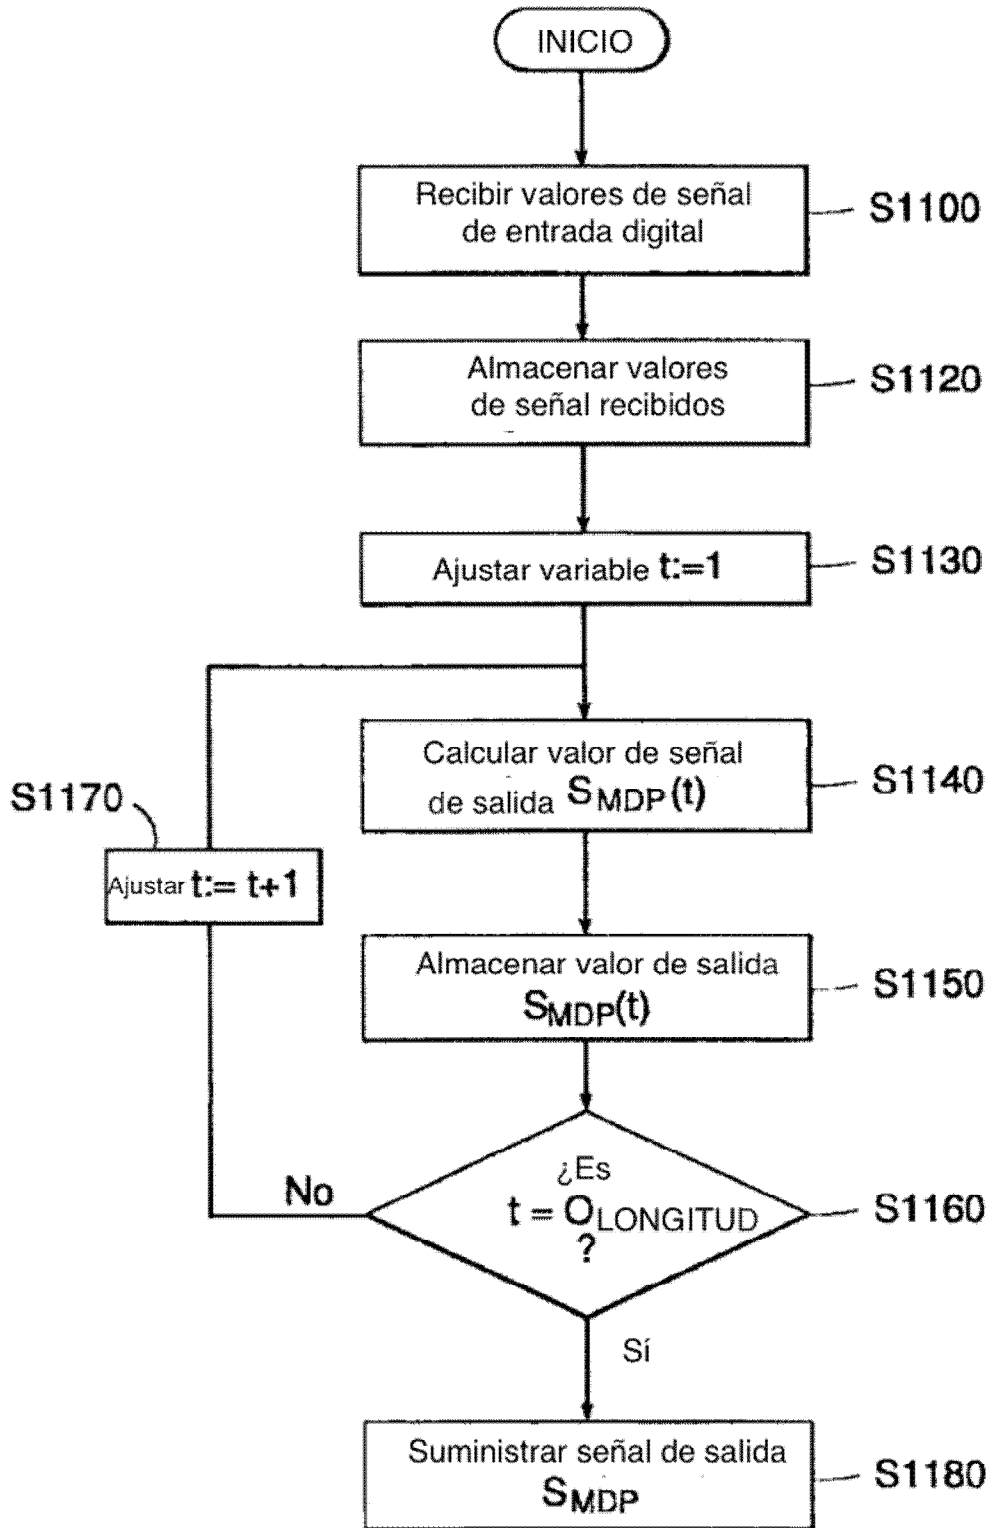 INICIO
Recibir valores de señal
de entrada digital
S1100
Almacenar valores
de señal recibidos
S1120
Ajustar variable t:=1
S1130
Calcular valor de señal
de salida SMDP(t)
S1140
S1170
Ajustar t:= t+1
Almacenar valor de salida
SMDP(t)
S1150
¿Es
t = OLONGITUD
?
S1160
No
Sí
Suministrar señal de salida
SMDP
S1180